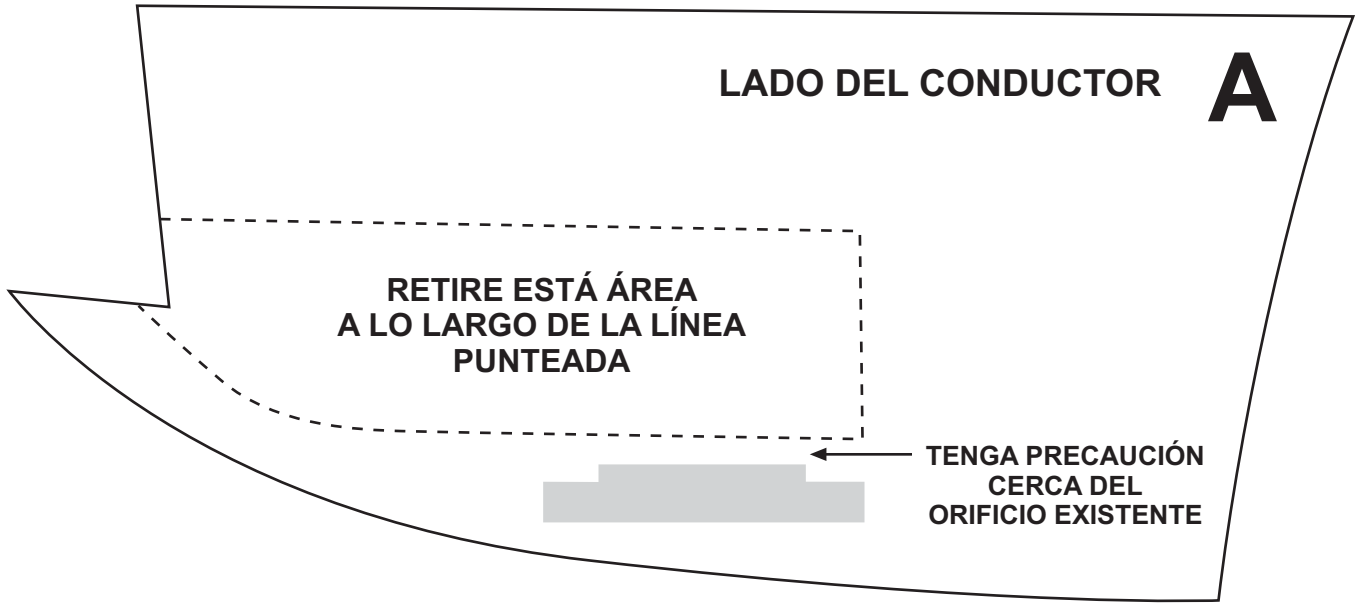 LADO DEL CONDUCTOR A
RETIRE ESTÁ ÁREA
A LO LARGO DE LA LÍNEA
PUNTEADA
TENGA PRECAUCIÓN
CERCA DEL
ORIFICIO EXISTENTE